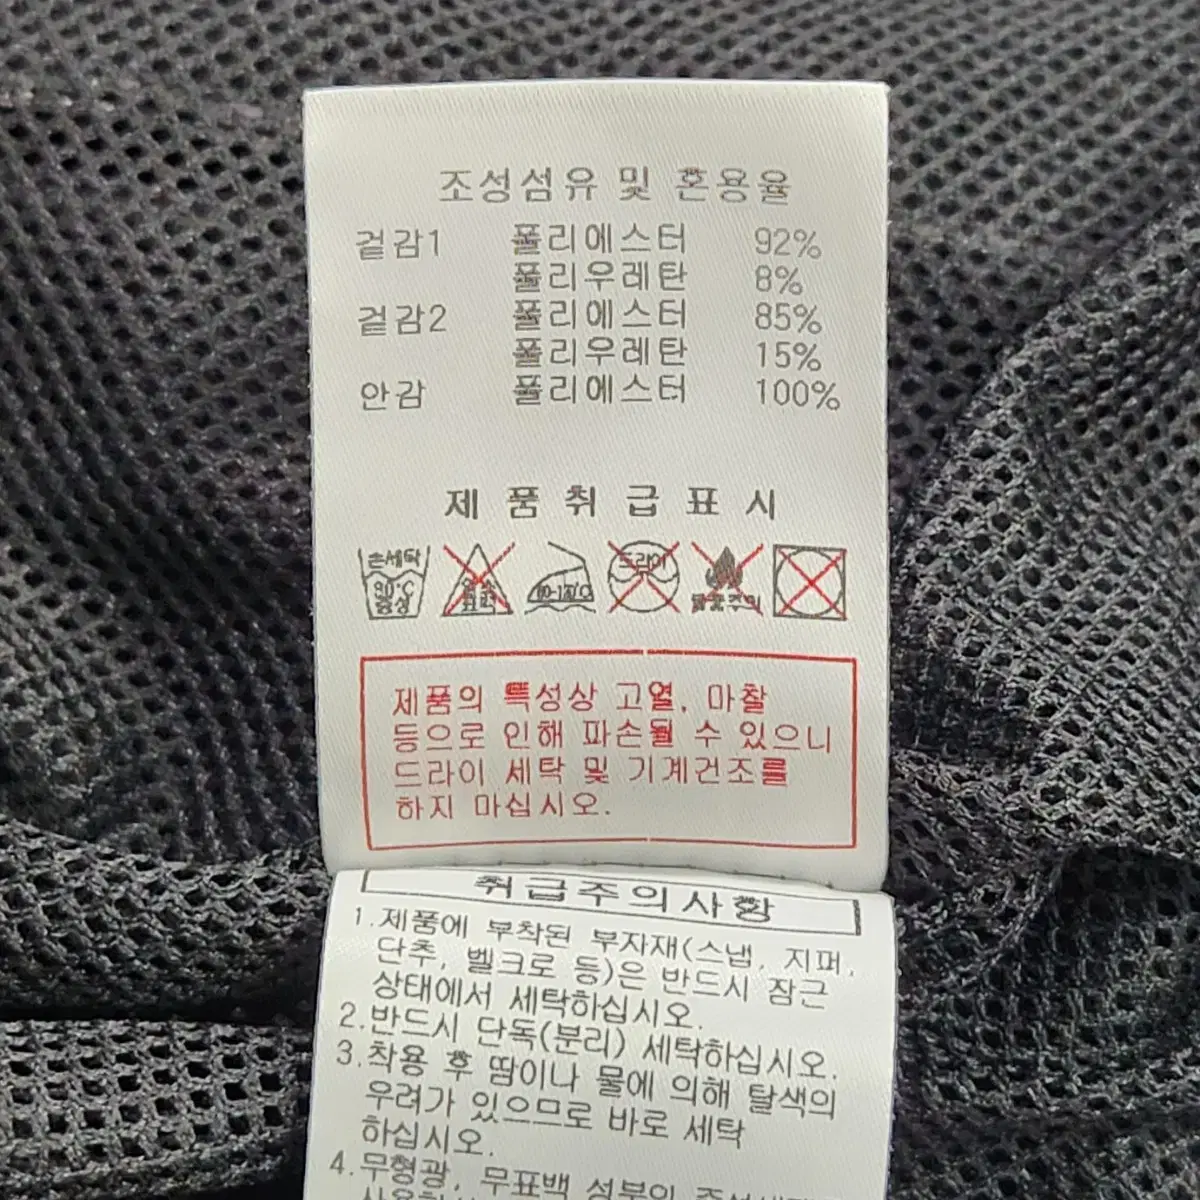 조성섬유 및 혼용율
겉감1 폴리에스터 92%
폴리우레탄 8%
겉감2 폴리에스터 85%
폴리우레탄 15%
안감 폴리에스터 100%
제품취급표시
손세탁 드라이
30°C
중성
제품의 특성상 고열, 마찰
등으로 인해 파손될 수 있으니
드라이 세탁 및 기계건조를
하지 마십시오.
취급주의사항
1.제품에 부착된 부자재(스냅, 지퍼,
단추, 벨크로 등)은 반드시 잠근
상태에서 세탁하십시오.
2.반드시 단독(분리) 세탁하십시오.
3.착용 후 땀이나 물에 의해 탈색의
우려가 있으므로 바로 세탁
하십시오.
4.무형광, 무표백 성분의